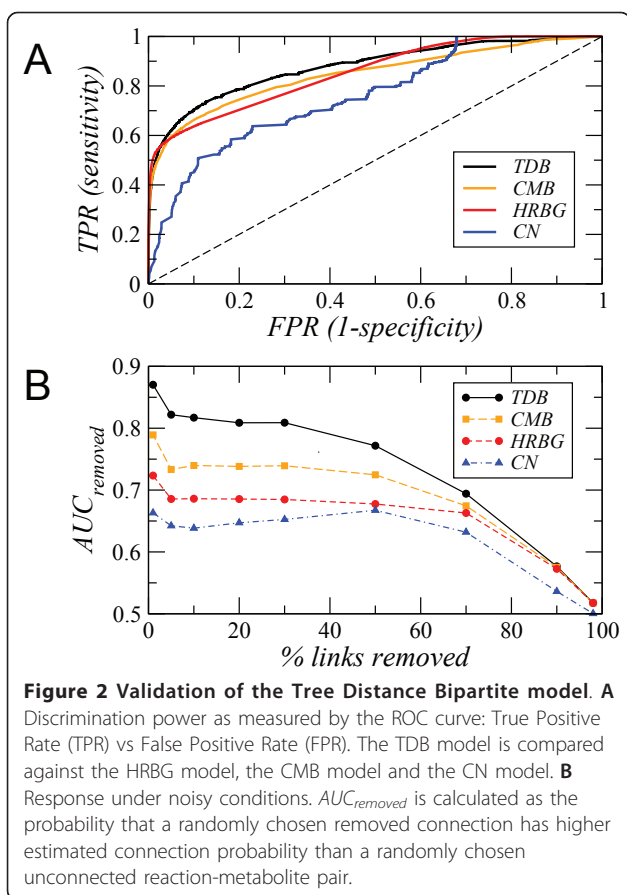 A
TPR (sensitivity)
1
0.8
0.6
0.4
0.2
0
0
0.2
0.4
0.6
0.8
1
FPR (1-specificity)
TDB
CMB
HRBG
CN
B
AUCremoved
0.9
0.8
0.7
0.6
0.5
0
20
40
60
80
100
% links removed
TDB
CMB
HRBG
CN
Figure 2 Validation of the Tree Distance Bipartite model. A
Discrimination power as measured by the ROC curve: True Positive
Rate (TPR) vs False Positive Rate (FPR). The TDB model is compared
against the HRBG model, the CMB model and the CN model. B
Response under noisy conditions. AUCremoved is calculated as the
probability that a randomly chosen removed connection has higher
estimated connection probability than a randomly chosen
unconnected reaction-metabolite pair.